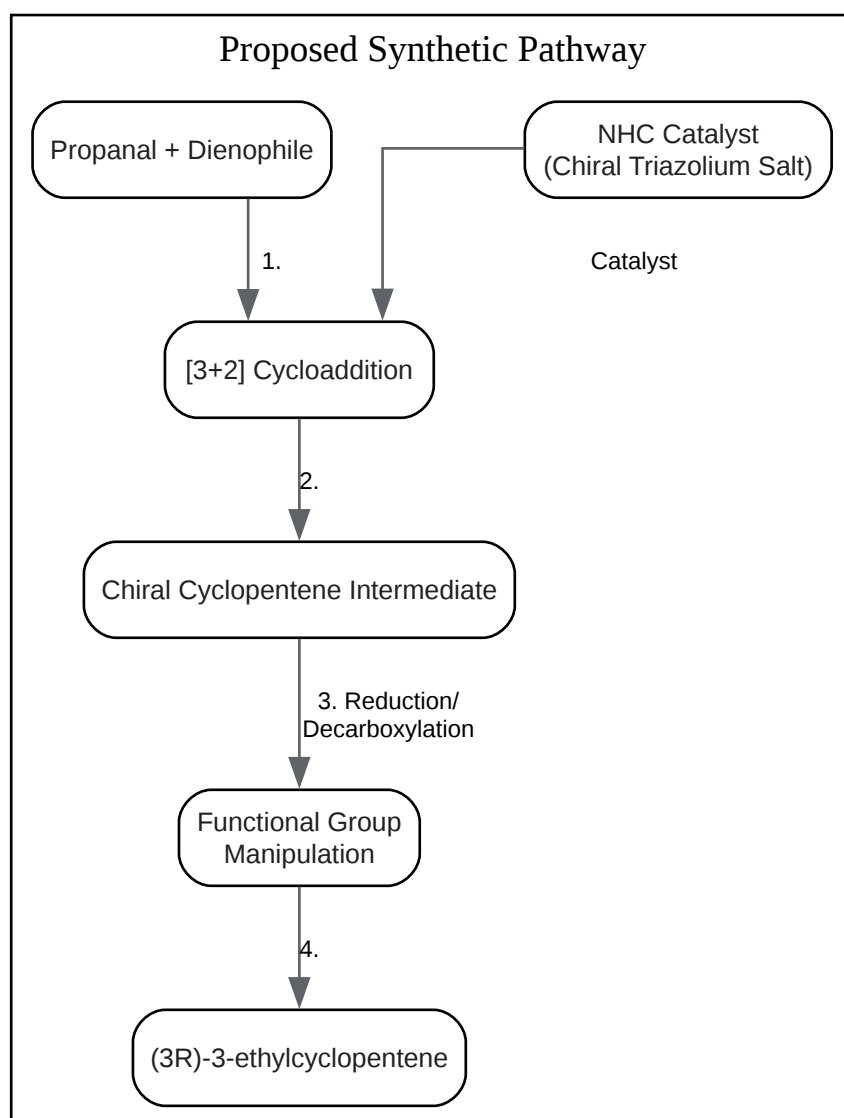 Proposed Synthetic Pathway
Propanal + Dienophile
NHC Catalyst
(Chiral Triazolium Salt)
1.
Catalyst
[3+2] Cycloaddition
2.
Chiral Cyclopentene Intermediate
3. Reduction/
Decarboxylation
Functional Group
Manipulation
4.
(3R)-3-ethylcyclopentene